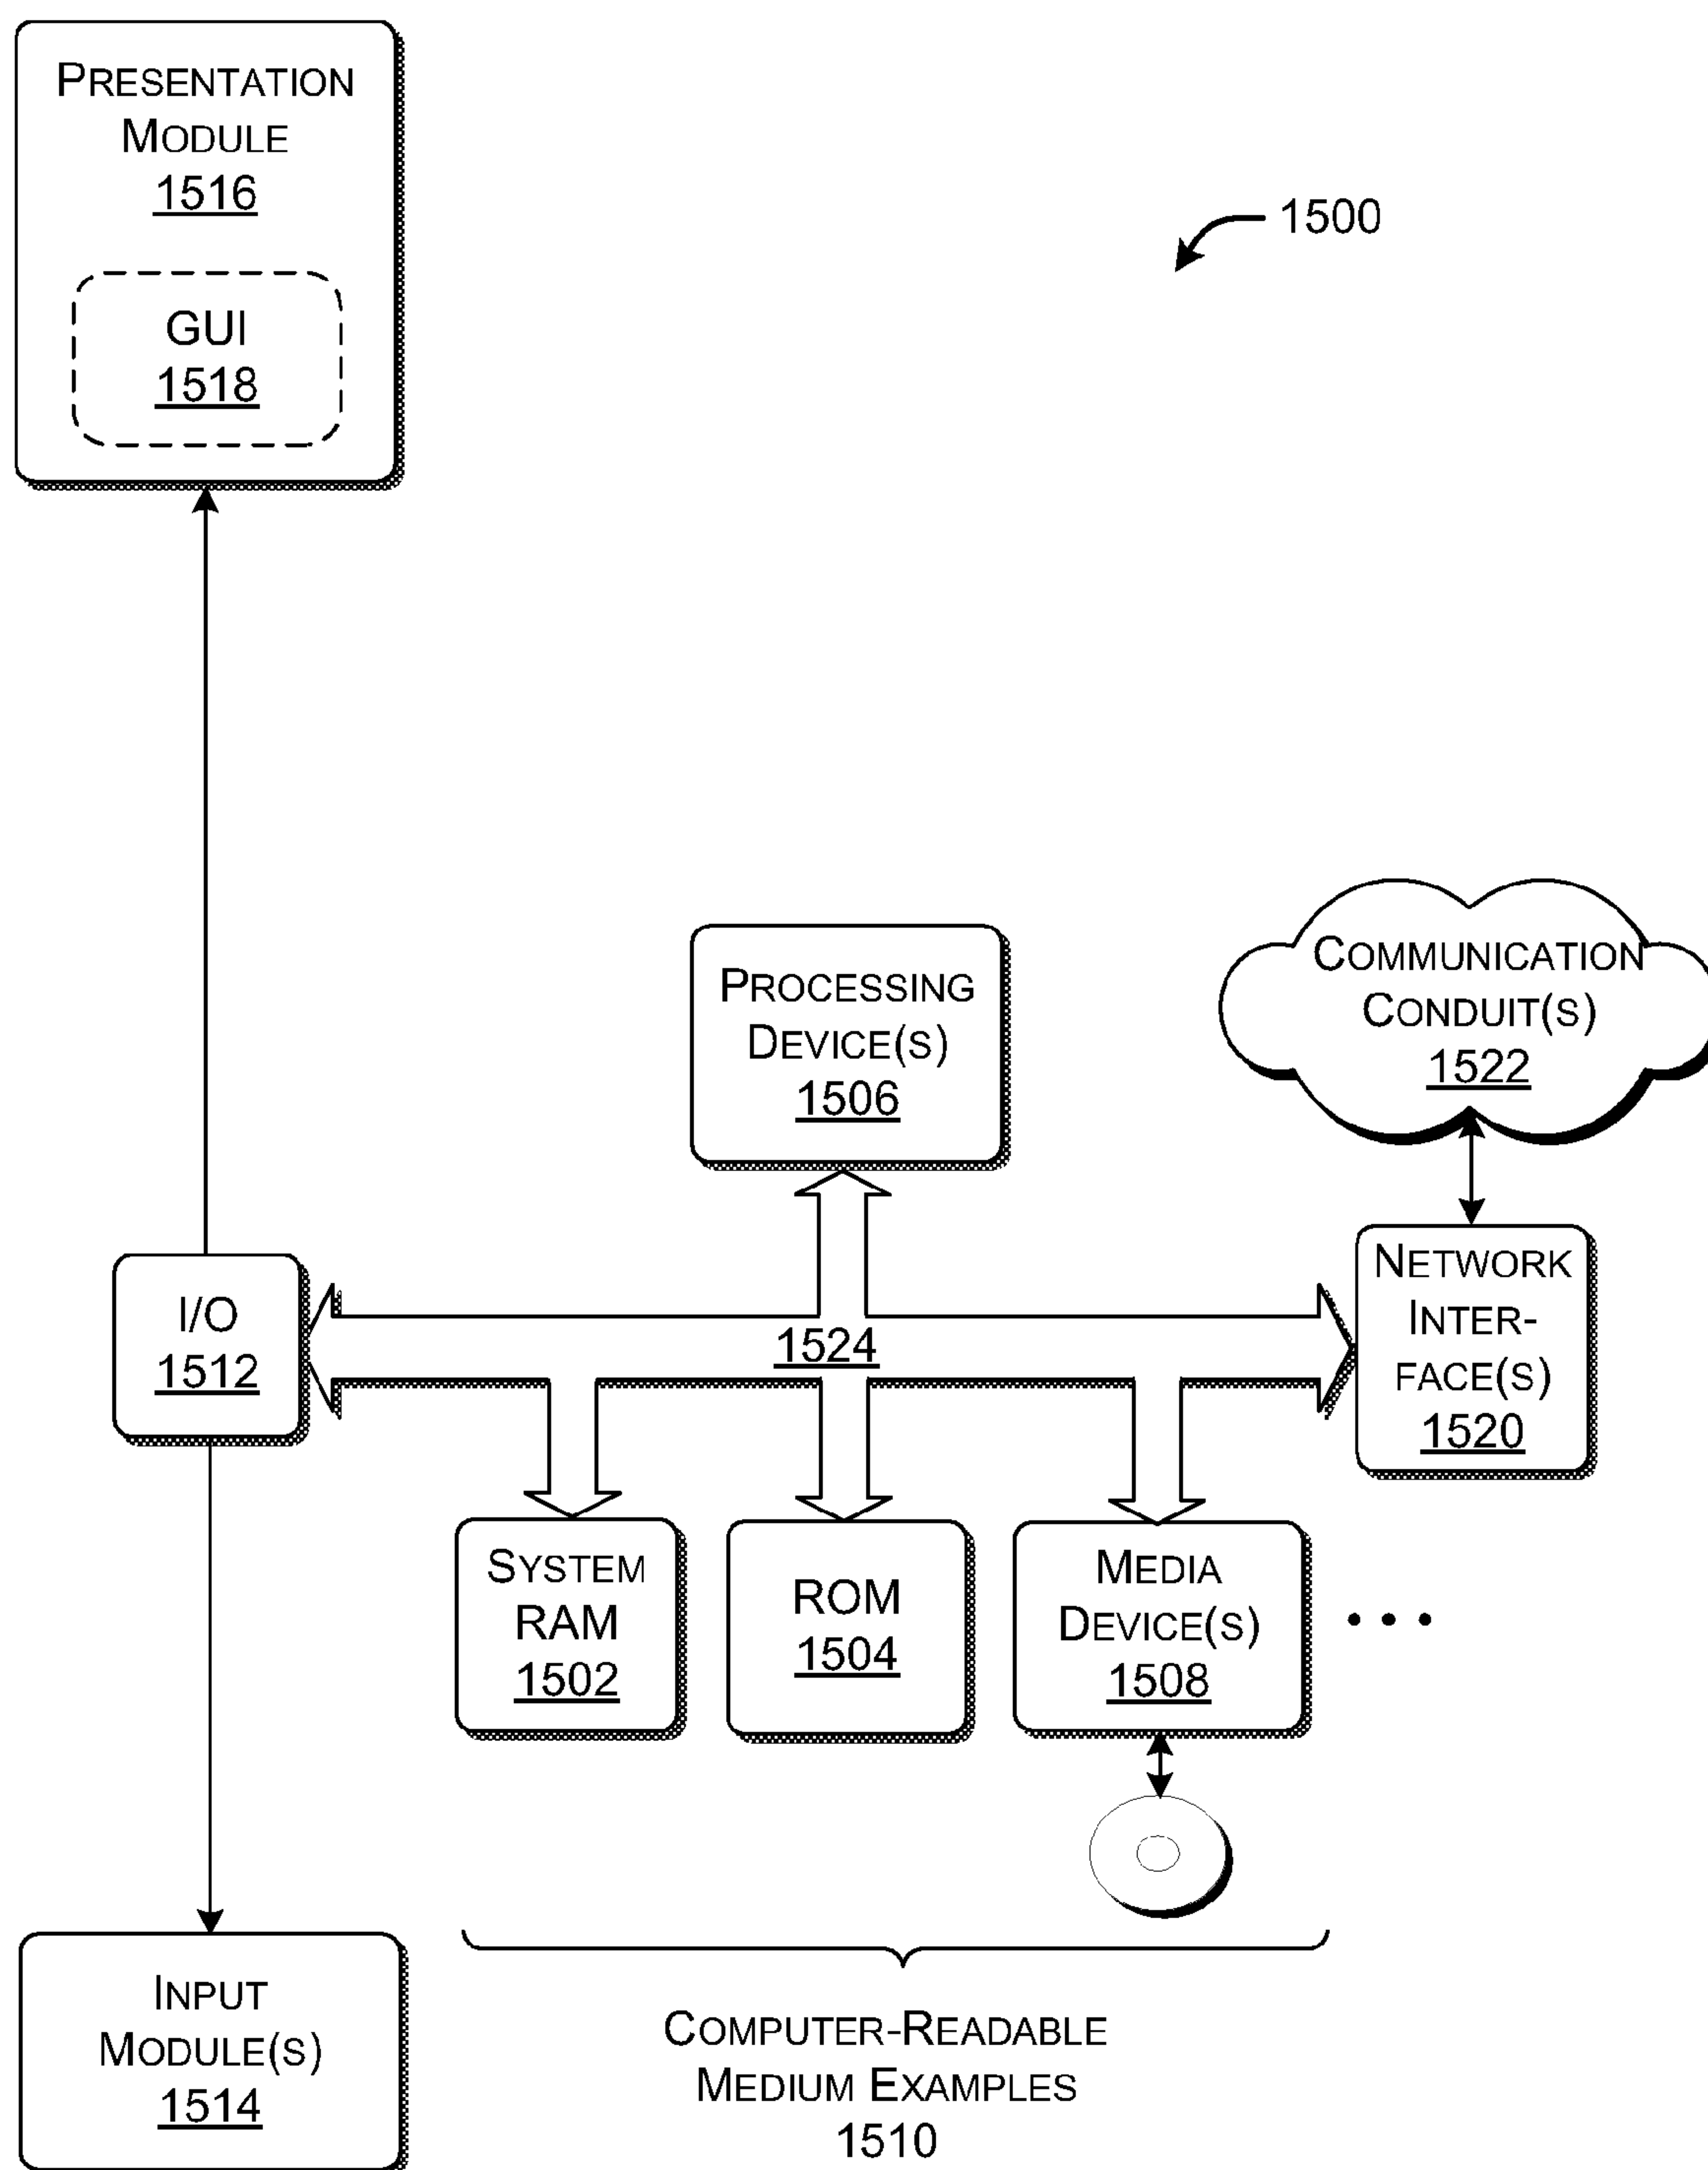 PRESENTATION
MODULE
1516
GUI
1518
1500
PROCESSING
DEVICE(S)
1506
COMMUNICATION
CONDUIT(S)
1522
I/O
1512
1524
NETWORK
INTER-
FACE(S)
1520
SYSTEM
RAM
1502
ROM
1504
MEDIA
DEVICE(S)
1508
• • •
INPUT
MODULE(S)
1514
COMPUTER-READABLE
MEDIUM EXAMPLES
1510